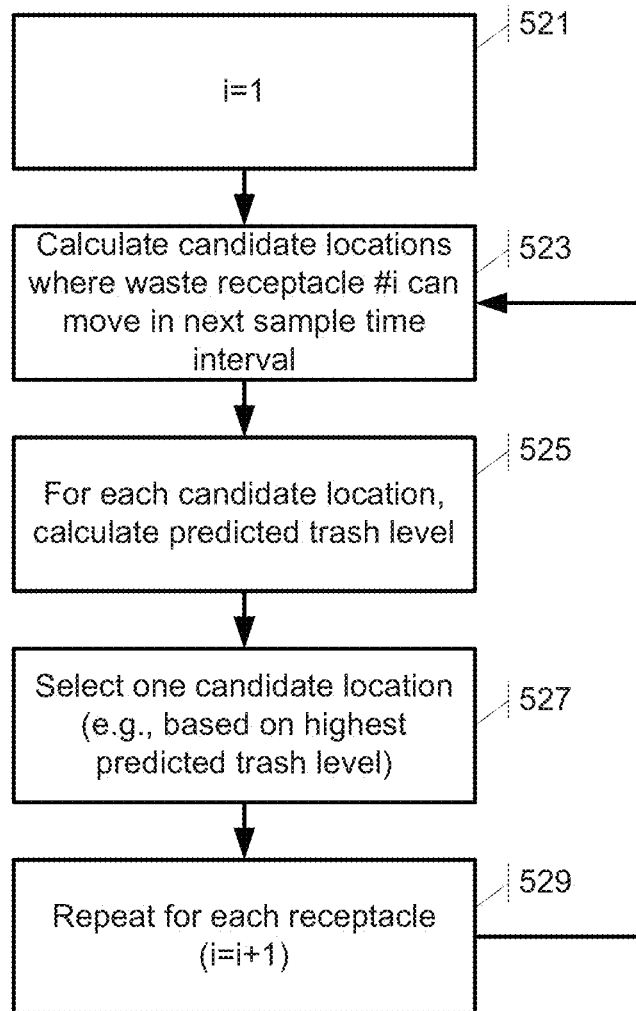 521
i=1
523
Calculate candidate locations
where waste receptacle #i can
move in next sample time
interval
525
For each candidate location,
calculate predicted trash level
527
Select one candidate location
(e.g., based on highest
predicted trash level)
529
Repeat for each receptacle
(i=i+1)